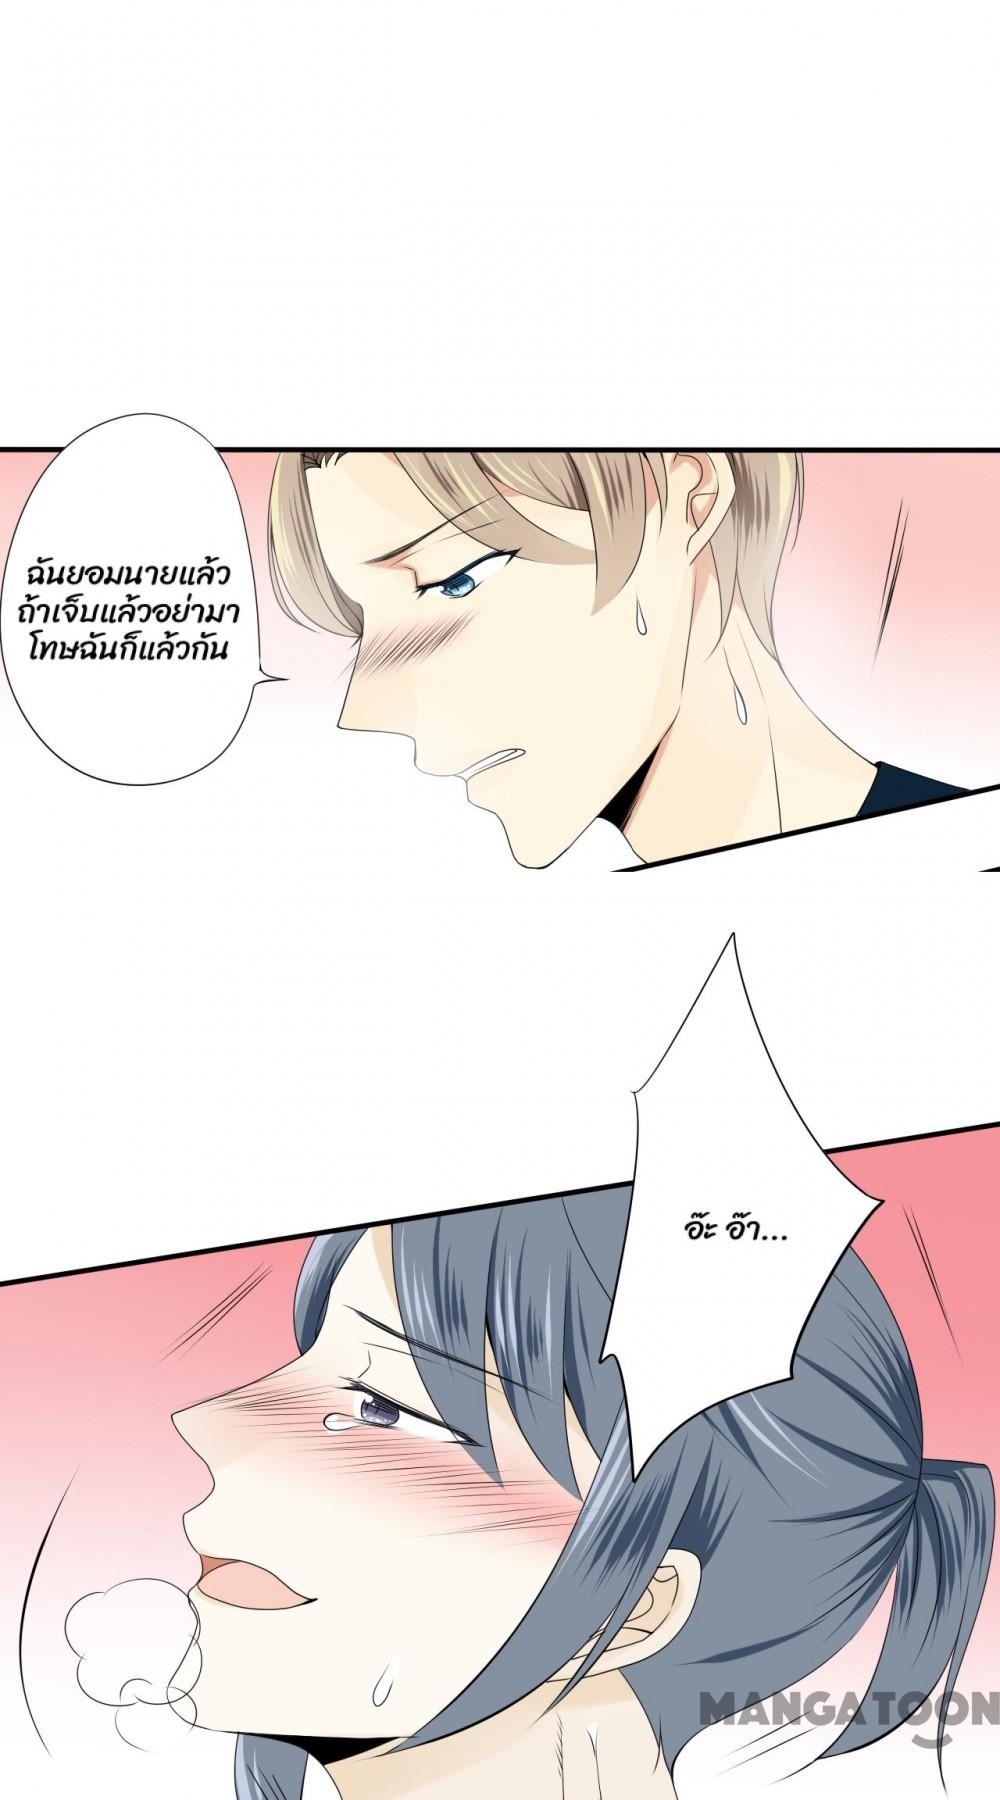 ฉันยอมนายแล้ว
ถ้าเจ็บแล้วอย่ามา
โทษฉันก็แล้วกัน
อ๊ะ อ๊า...
MANGATOON